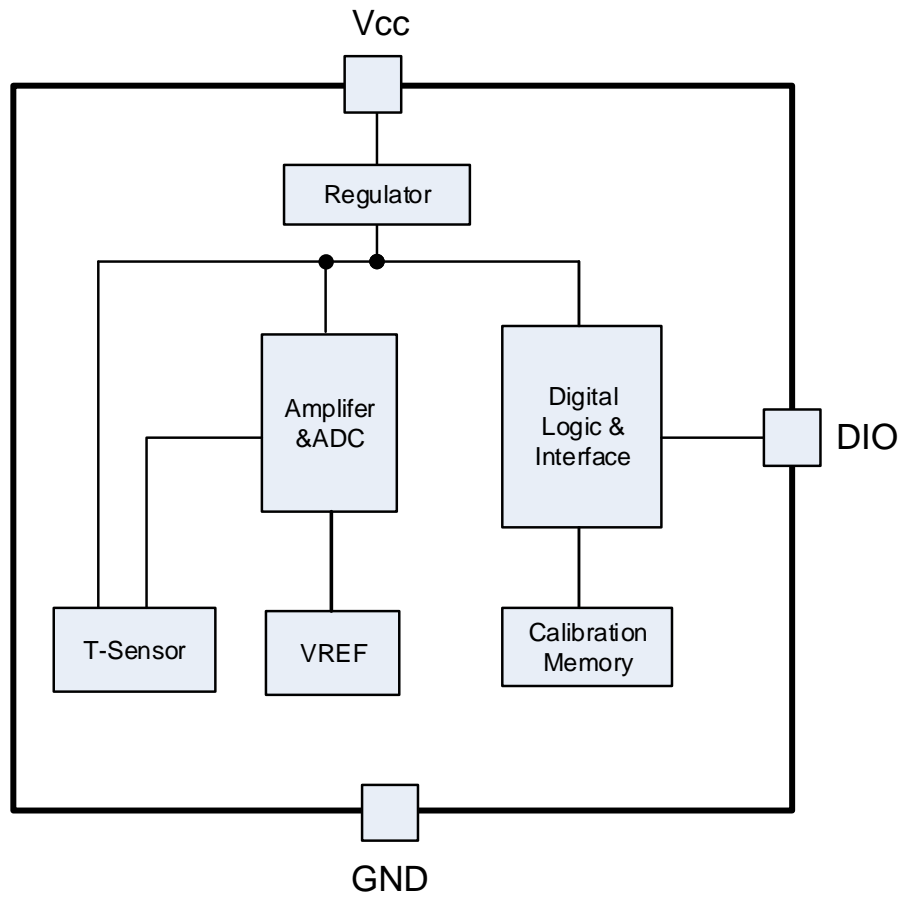 Vcc
Regulator
Amplifer
&ADC
Digital
Logic &
Interface
DIO
T-Sensor
VREF
Calibration
Memory
GND